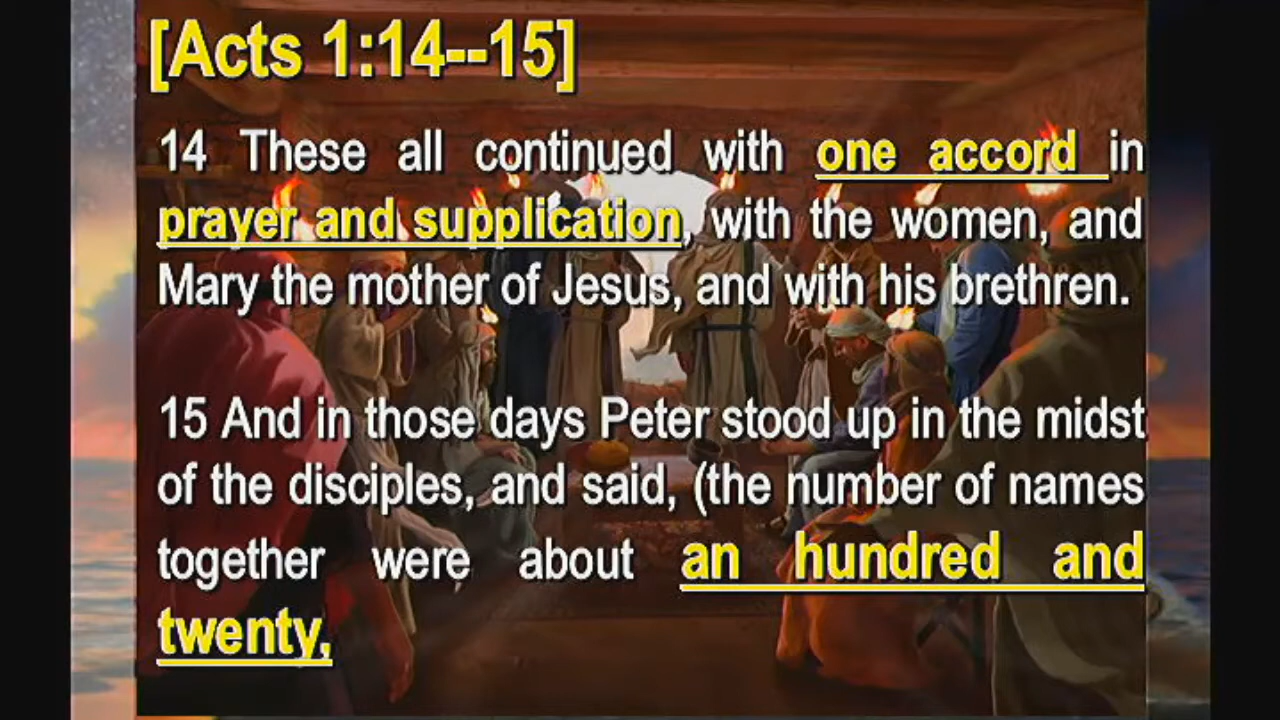 [Acts 1:14--15]
14 These all continued with one accord in
prayer and supplication, with the women, and
Mary the mother of Jesus, and with his brethren.
15 And in those days Peter stood up in the midst
of the disciples, and said, (the number of names
together were about an hundred and
twenty,